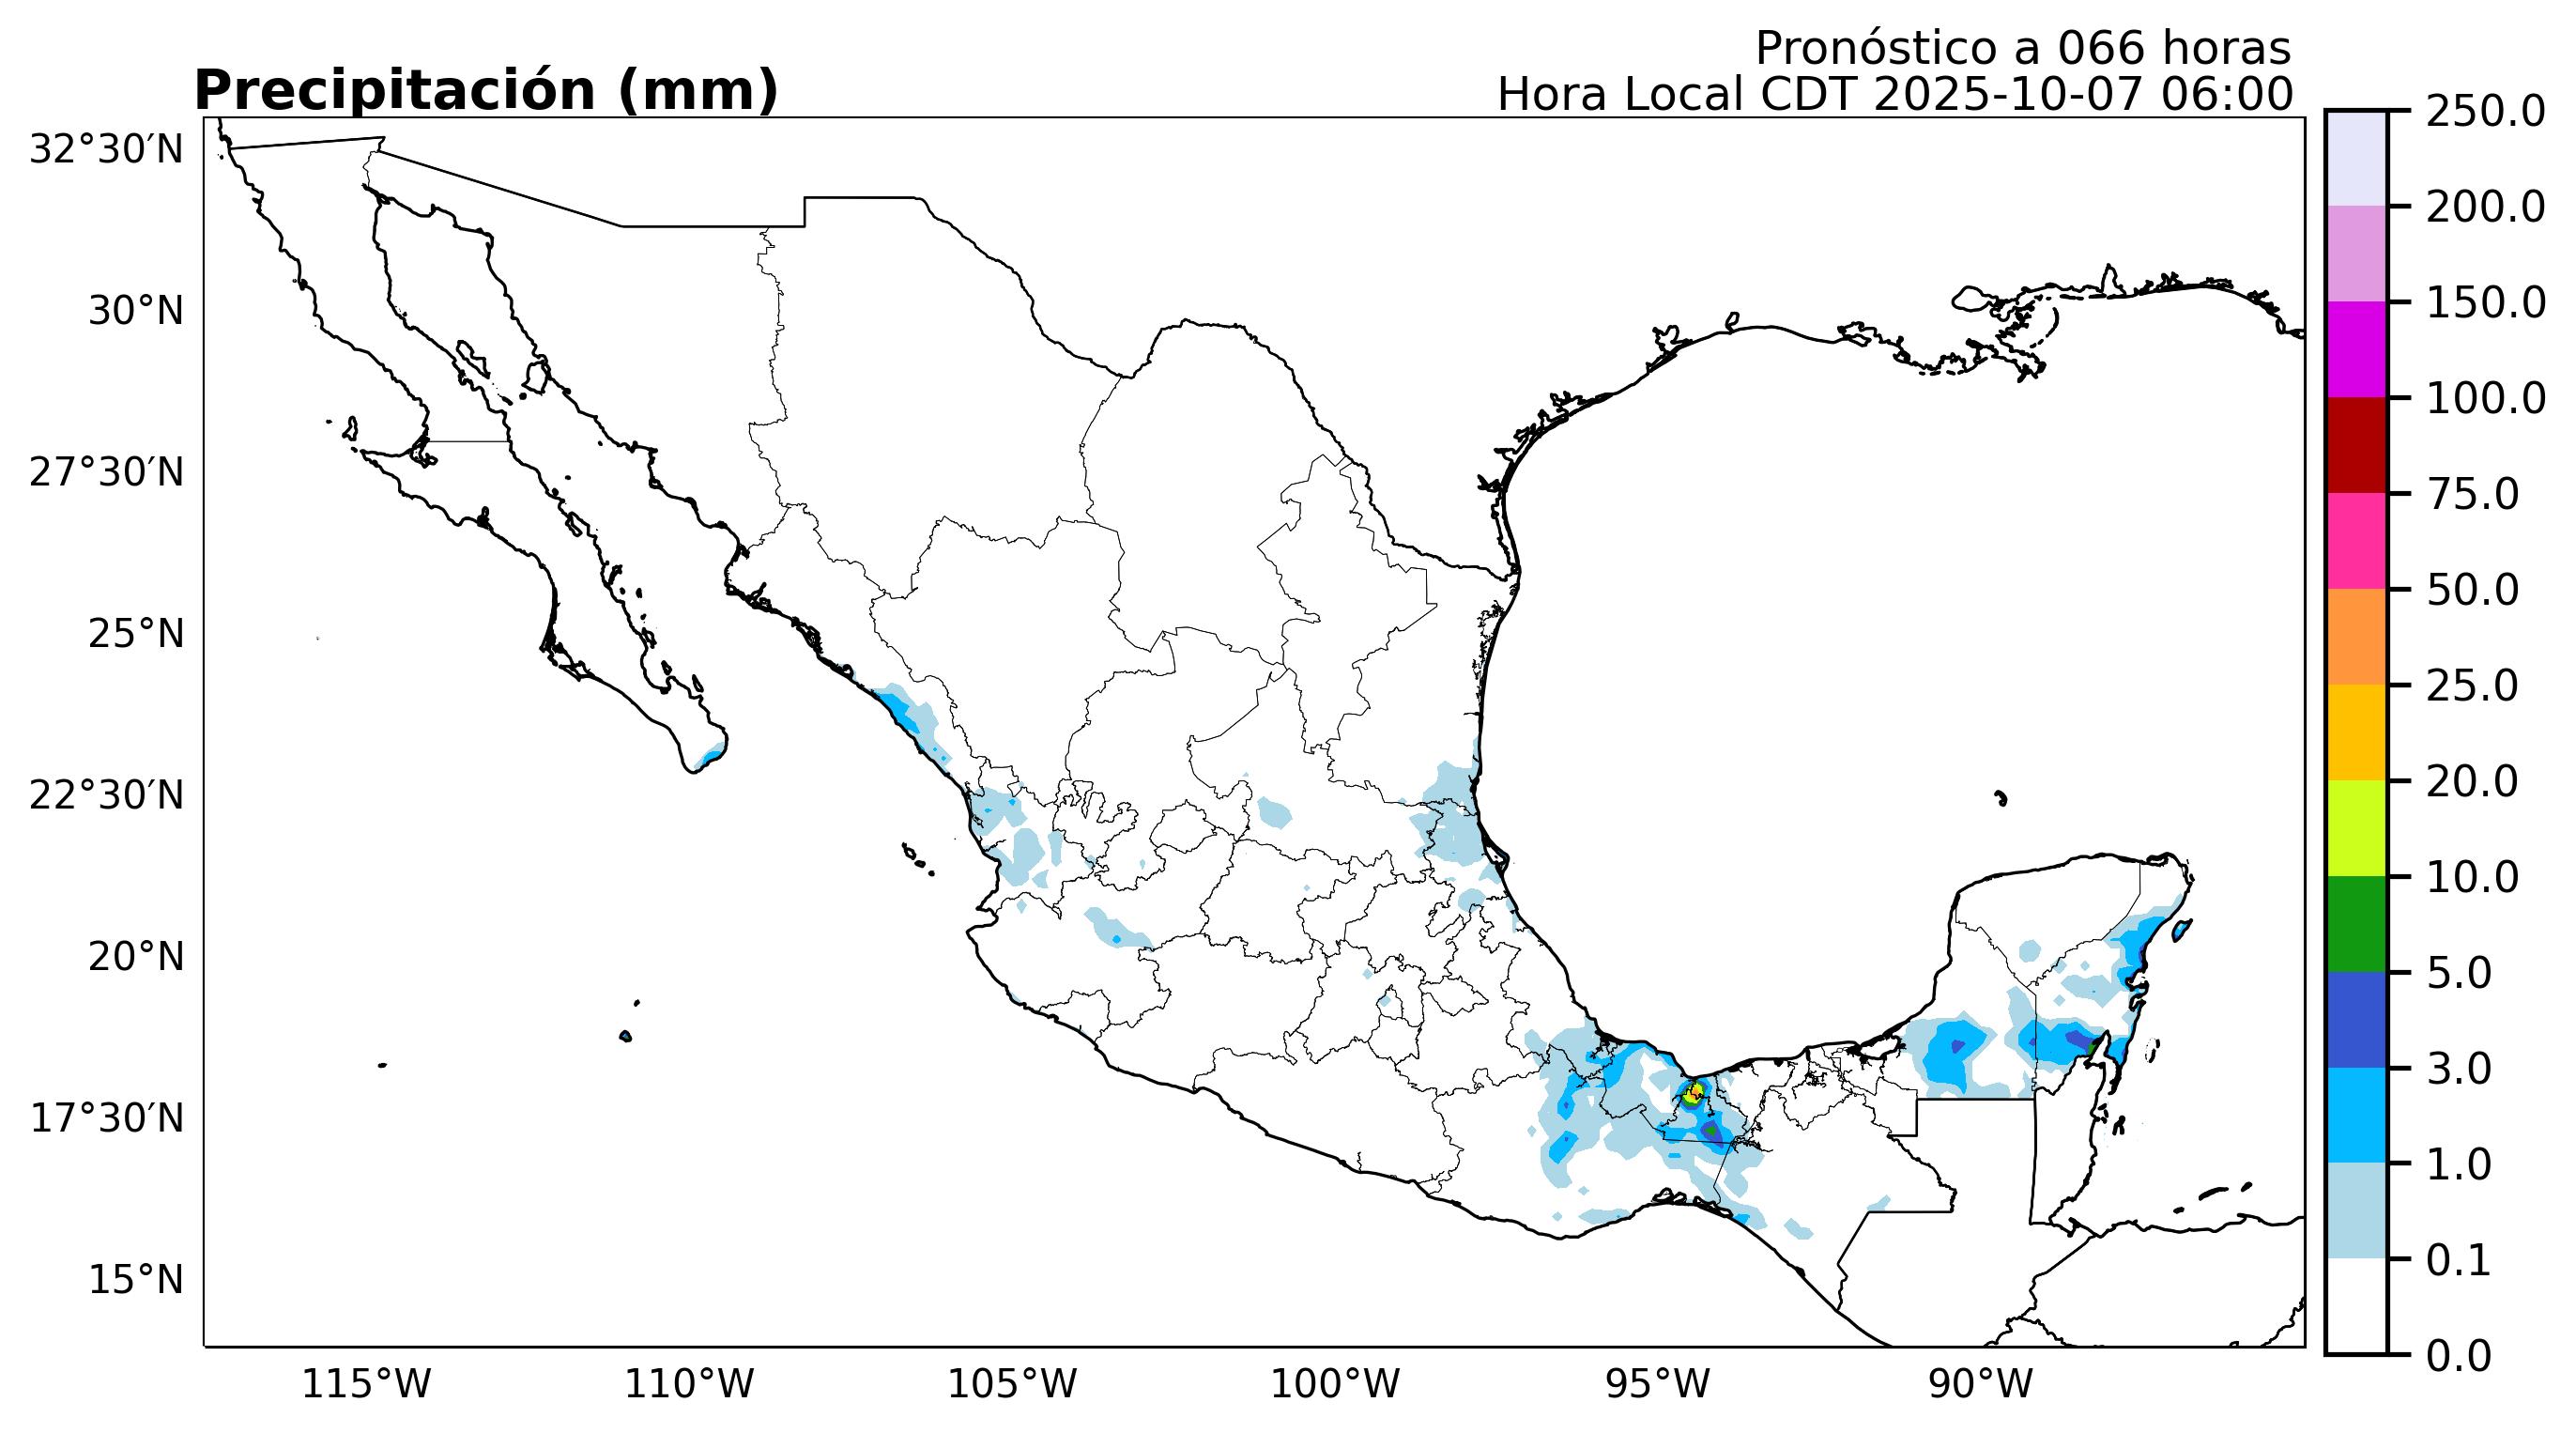 Pronóstico a 066 horas
Precipitación (mm)
Hora Local CDT 2025-10-07 06:00
32°30′N
30°N
27°30′N
25°N
22°30′N
20°N
17°30′N
15°N
115°W
110°W
105°W
100°W
95°W
90°W
250.0
200.0
150.0
100.0
75.0
50.0
25.0
20.0
10.0
5.0
3.0
1.0
0.1
0.0